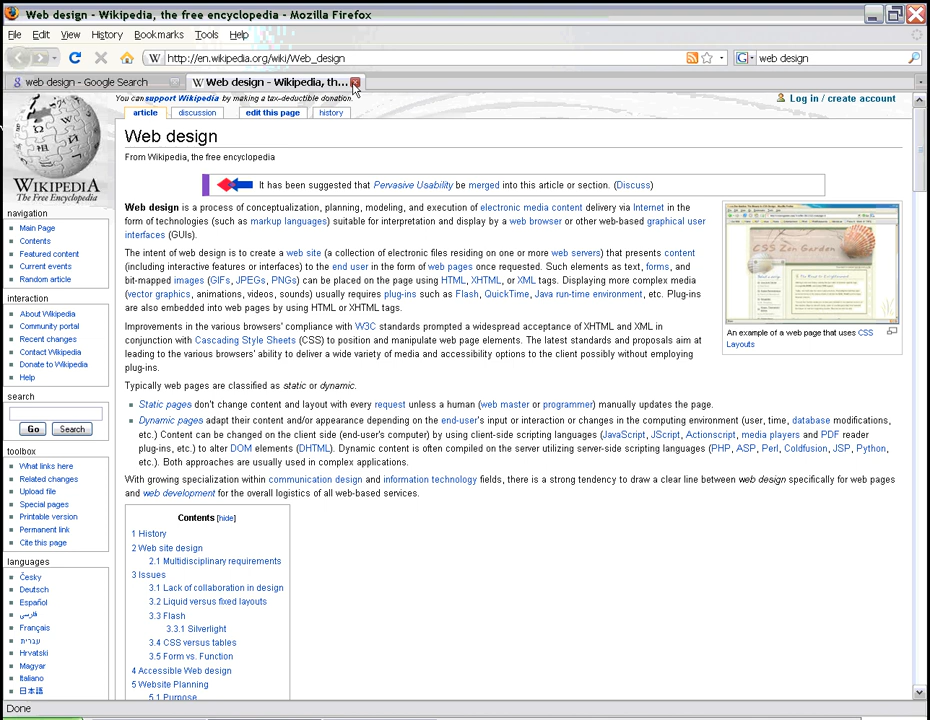 Web design - Wikipedia, the free encyclopedia - Mozilla Firefox
File Edit View History Bookmarks Tools Help
W http://en.wikipedia.org/wiki/Web_design
G web design
web design - Google Search
W Web design - Wikipedia, th...
You can support Wikipedia by making a tax-deductible donation.
Log in / create account
article discussion edit this page history
WIKIPEDIA
The Free Encyclopedia
navigation
Main Page
Contents
Featured content
Current events
Random article
interaction
About Wikipedia
Community portal
Recent changes
Contact Wikipedia
Donate to Wikipedia
Help
search
Go Search
toolbox
What links here
Related changes
Upload file
Special pages
Printable version
Permanent link
Cite this page
languages
Česky
Deutsch
Español
فارسی
Français
עברית
Hrvatski
Magyar
Italiano
日本語
Web design
From Wikipedia, the free encyclopedia
It has been suggested that Pervasive Usability be merged into this article or section. (Discuss)
Web design is a process of conceptualization, planning, modeling, and execution of electronic media content delivery via Internet in the
form of technologies (such as markup languages) suitable for interpretation and display by a web browser or other web-based graphical user
interfaces (GUIs).
The intent of web design is to create a web site (a collection of electronic files residing on one or more web servers) that presents content
(including interactive features or interfaces) to the end user in the form of web pages once requested. Such elements as text, forms, and
bit-mapped images (GIFs, JPEGs, PNGs) can be placed on the page using HTML, XHTML, or XML tags. Displaying more complex media
(vector graphics, animations, videos, sounds) usually requires plug-ins such as Flash, QuickTime, Java run-time environment, etc. Plug-ins
are also embedded into web pages by using HTML or XHTML tags.
Improvements in the various browsers' compliance with W3C standards prompted a widespread acceptance of XHTML and XML in
conjunction with Cascading Style Sheets (CSS) to position and manipulate web page elements. The latest standards and proposals aim at
leading to the various browsers' ability to deliver a wide variety of media and accessibility options to the client possibly without employing
plug-ins.
CSS Zen Garden
An example of a web page that uses CSS
Layouts
Typically web pages are classified as static or dynamic.
Static pages don't change content and layout with every request unless a human (web master or programmer) manually updates the page.
Dynamic pages adapt their content and/or appearance depending on the end-user's input or interaction or changes in the computing environment (user, time, database modifications,
etc.) Content can be changed on the client side (end-user's computer) by using client-side scripting languages (JavaScript, JScript, Actionscript, media players and PDF reader
plug-ins, etc.) to alter DOM elements (DHTML). Dynamic content is often compiled on the server utilizing server-side scripting languages (PHP, ASP, Perl, Coldfusion, JSP, Python,
etc.). Both approaches are usually used in complex applications.
With growing specialization within communication design and information technology fields, there is a strong tendency to draw a clear line between web design specifically for web pages
and web development for the overall logistics of all web-based services.
Contents [hide]
1 History
2 Web site design
2.1 Multidisciplinary requirements
3 Issues
3.1 Lack of collaboration in design
3.2 Liquid versus fixed layouts
3.3 Flash
3.3.1 Silverlight
3.4 CSS versus tables
3.5 Form vs. Function
4 Accessible Web design
5 Website Planning
5.1 Purpose
Done